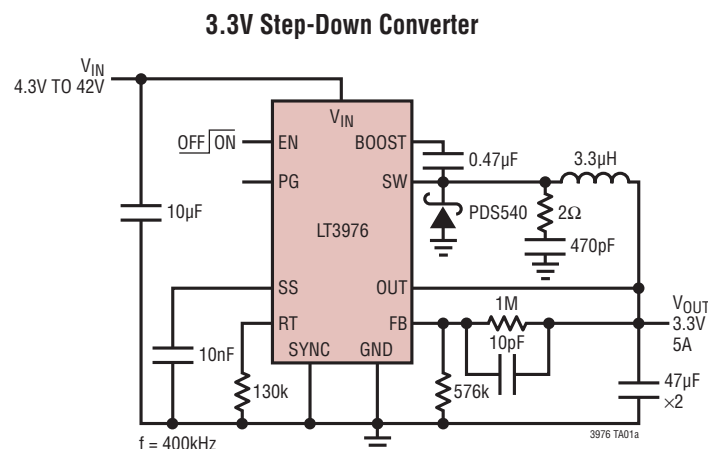 3.3V Step-Down Converter
VIN
4.3V TO 42V
VIN
OFF ON
EN
BOOST
0.47µF
3.3µH
PG
SW
10µF
PDS540
2Ω
LT3976
470pF
SS
OUT
1M
VOUT
3.3V
5A
RT
FB
10pF
10nF
SYNC
GND
130k
576k
47µF
×2
f = 400kHz
3976 TA01a